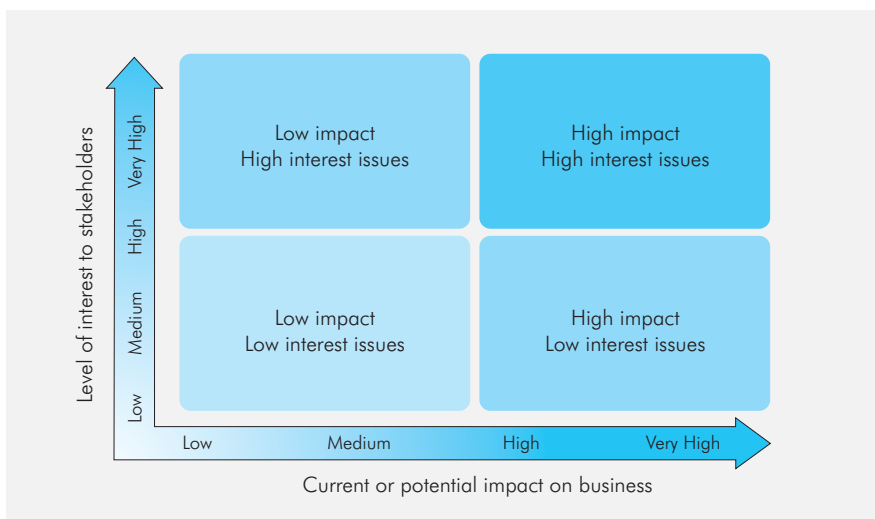 Level of interest to stakeholders
Very High
High
Medium
Low
Low impact
High interest issues
High impact
High interest issues
Low impact
Low interest issues
High impact
Low interest issues
Low
Medium
High
Very High
Current or potential impact on business